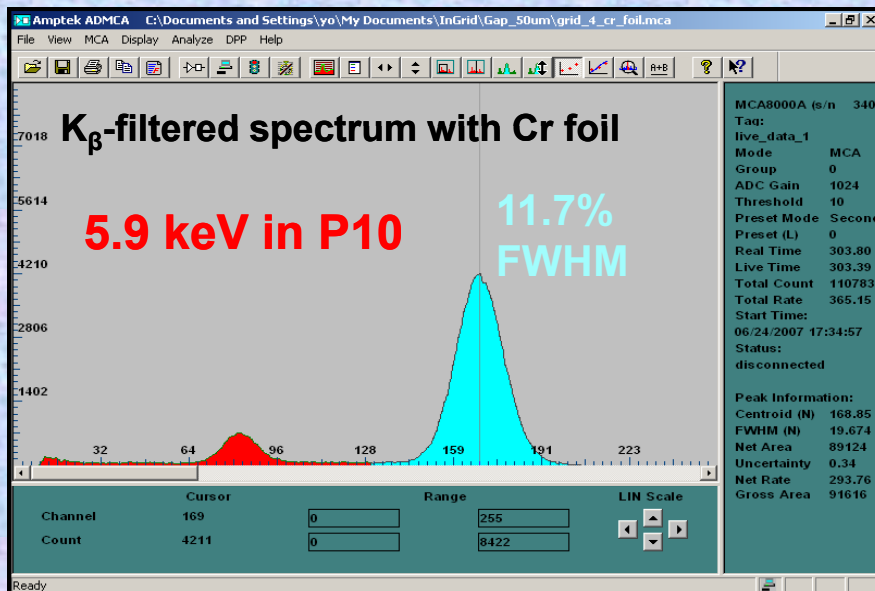 Amptek ADMCA C:\Documents and Settings\yo\My Documents\InGrid\Gap_50um\grid_4_cr_foil.mca
File View MCA Display Analyze DPP Help
A+B
Kβ-filtered spectrum with Cr foil
5.9 keV in P10
11.7%
FWHM
7018
5614
4210
2806
1402
32 64 96 128 159 191 223
MCA8000A (s/n 340
Tag:
live_data_1
Mode MCA
Group 0
ADC Gain 1024
Threshold 10
Preset Mode Second
Preset (L) 0
Real Time 303.80
Live Time 303.39
Total Count 110783
Total Rate 365.15
Start Time:
06/24/2007 17:34:57
Status:
disconnected
Peak Information:
Centroid (N) 168.85
FWHM (N) 19.674
Net Area 89124
Uncertainty 0.34
Net Rate 293.76
Gross Area 91616
Cursor Range LIN Scale
Channel 169 0 255
Count 4211 0 8422
Ready